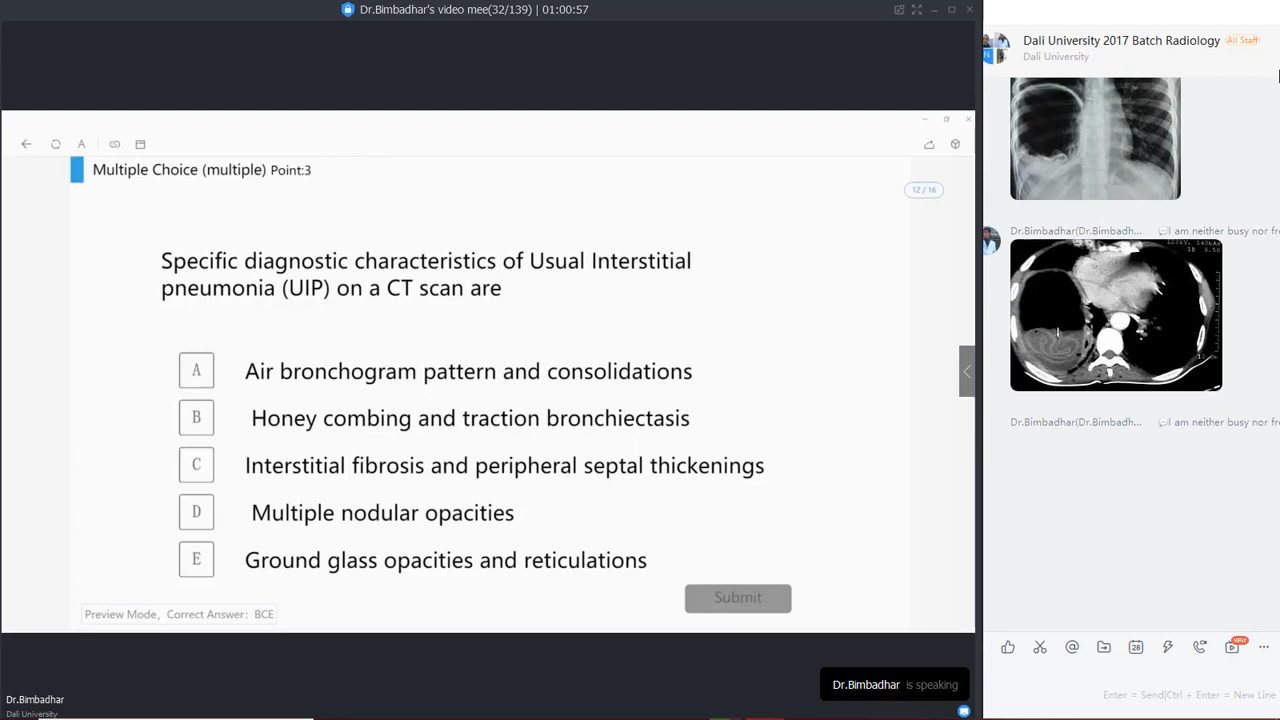 Dr.Bimbadhar's video mee(32/139) | 01:00:57
Dali University 2017 Batch Radiology All Staff
Dali University
Multiple Choice (multiple) Point:3
12 / 16
Specific diagnostic characteristics of Usual Interstitial
pneumonia (UIP) on a CT scan are
A Air bronchogram pattern and consolidations
B Honey combing and traction bronchiectasis
C Interstitial fibrosis and peripheral septal thickenings
D Multiple nodular opacities
E Ground glass opacities and reticulations
Submit
Preview Mode, Correct Answer: BCE
Dr.Bimbadhar(Dr.Bimbadh... I am neither busy nor fre
Dr.Bimbadhar(Dr.Bimbadh... I am neither busy nor fre
28
NEW
Enter = Send|Ctrl + Enter = New Line
Dr.Bimbadhar is speaking
Dr.Bimbadhar
Dali University